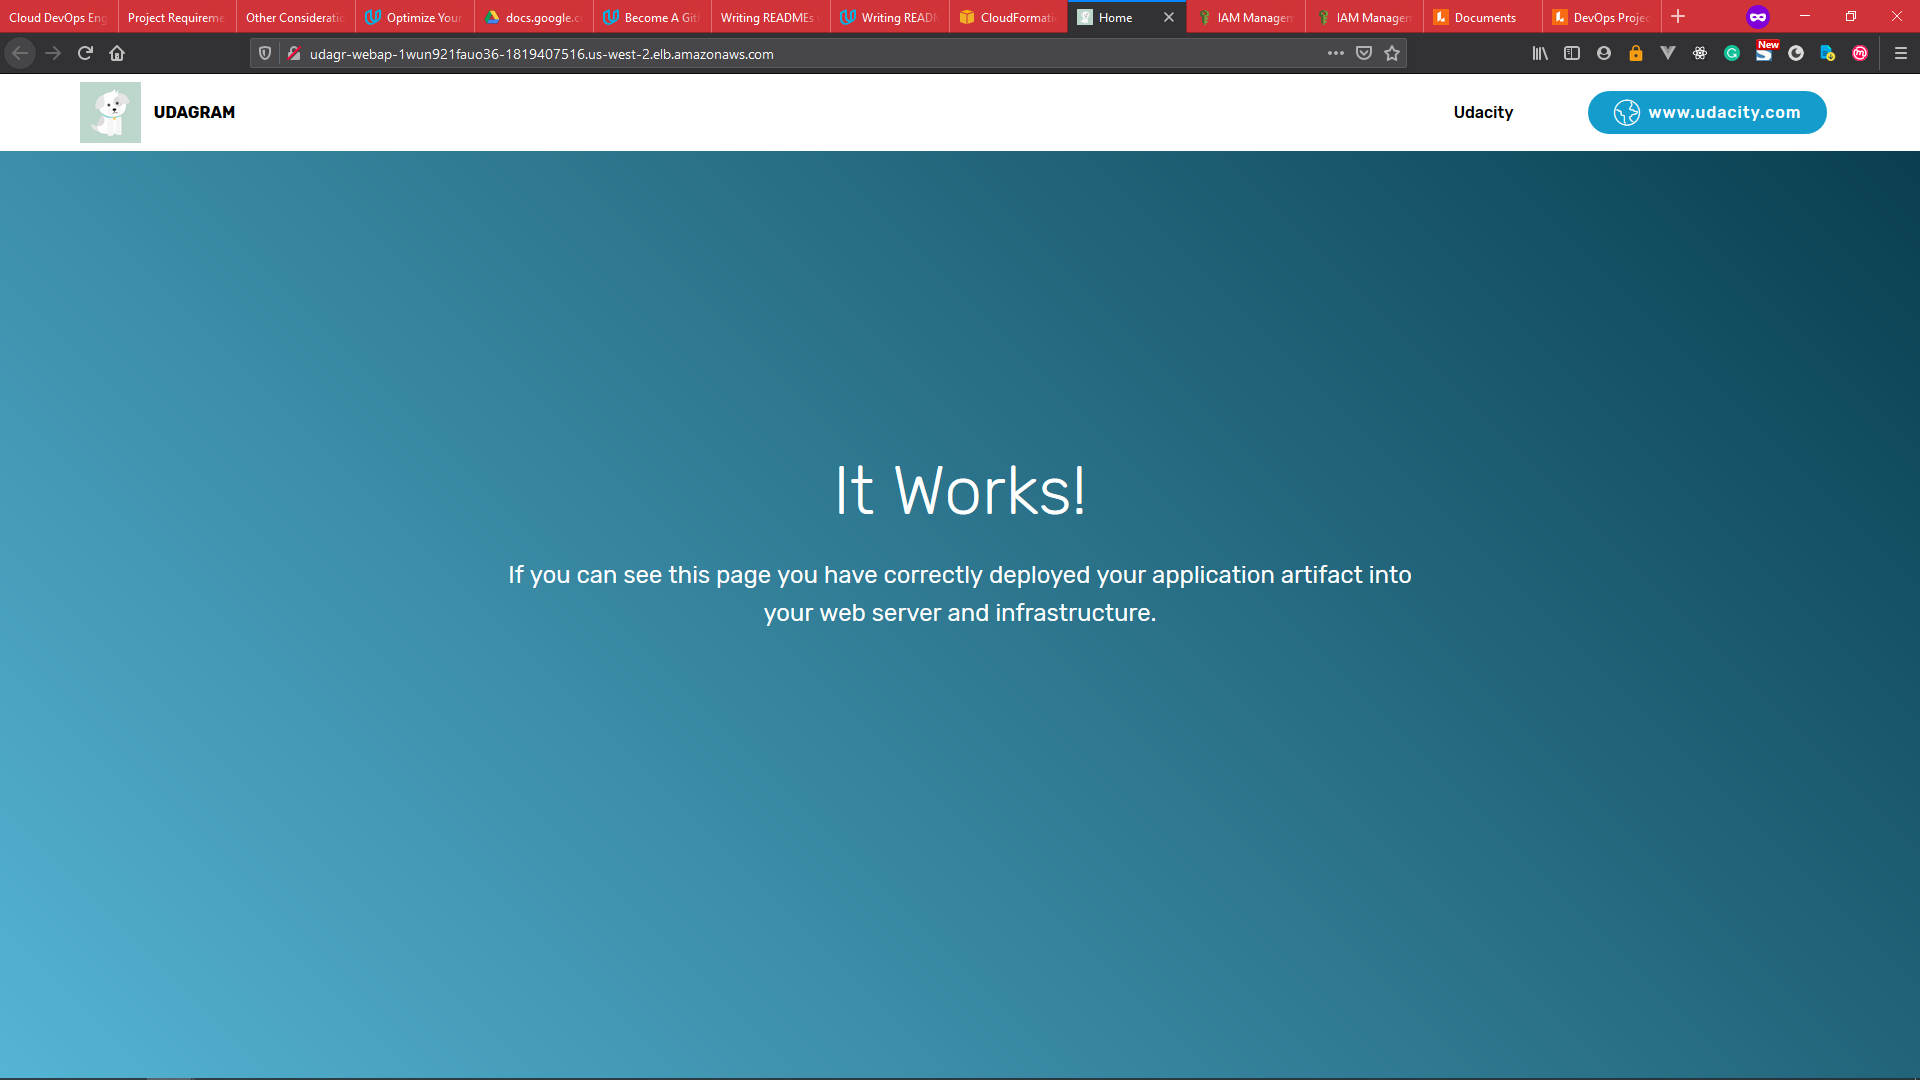 Cloud DevOps Eng
Project Requireme
Other Consideratio
Optimize Your
docs.google.c
Become A Git
Writing READMEs
Writing READ
CloudFormati
Home
IAM Managem
IAM Managem
Documents
DevOps Projec
udagr-webap-1wun921fauo36-1819407516.us-west-2.elb.amazonaws.com
New
UDAGRAM
Udacity
www.udacity.com
It Works!
If you can see this page you have correctly deployed your application artifact into
your web server and infrastructure.